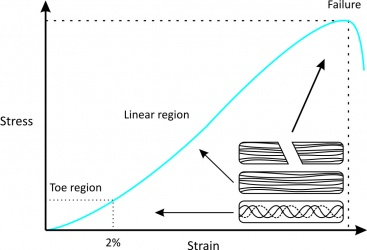 Failure
Linear region
Stress
Toe region
2%
Strain